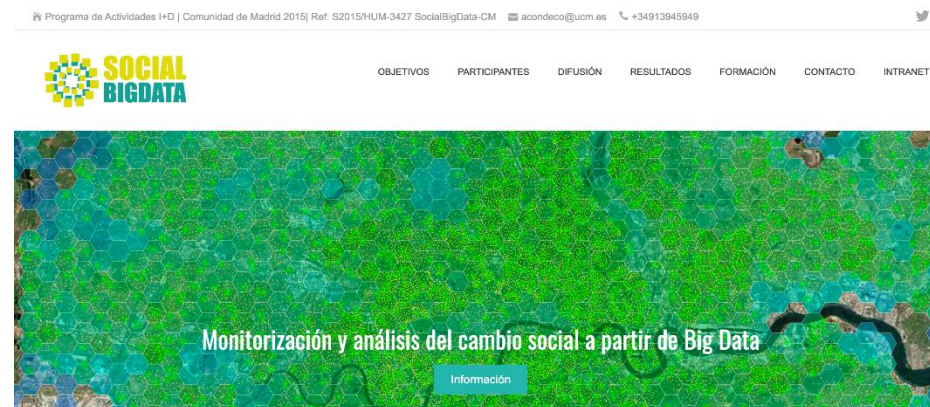 Programa de Actividades I+D | Comunidad de Madrid 2015| Ref: S2015/HUM-3427 SocialBigData-CM acondeco@ucm.es +34913945949
SOCIAL
BIGDATA
OBJETIVOS PARTICIPANTES DIFUSIÓN RESULTADOS FORMACIÓN CONTACTO INTRANET
Monitorización y análisis del cambio social a partir de Big Data
Información